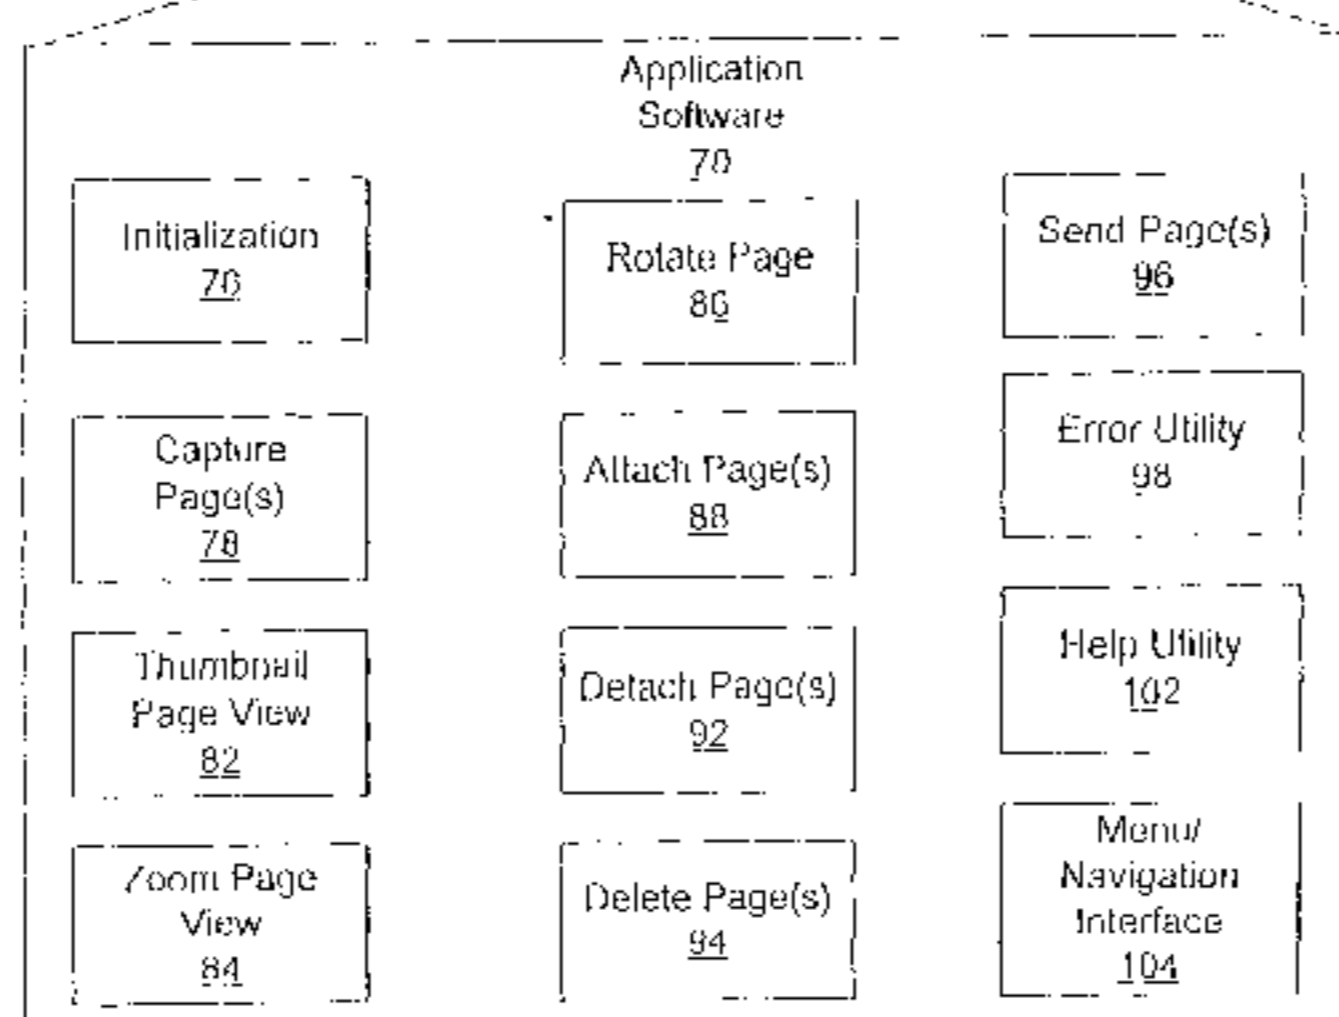 Application
Software
70
Initialization
76
Capture
Page(s)
78
Thumbnail
Page View
82
Zoom Page
View
84
Rotate Page
86
Attach Page(s)
88
Detach Page(s)
92
Delete Page(s)
94
Send Page(s)
96
Error Utility
98
Help Utility
102
Menu/
Navigation
Interface
104